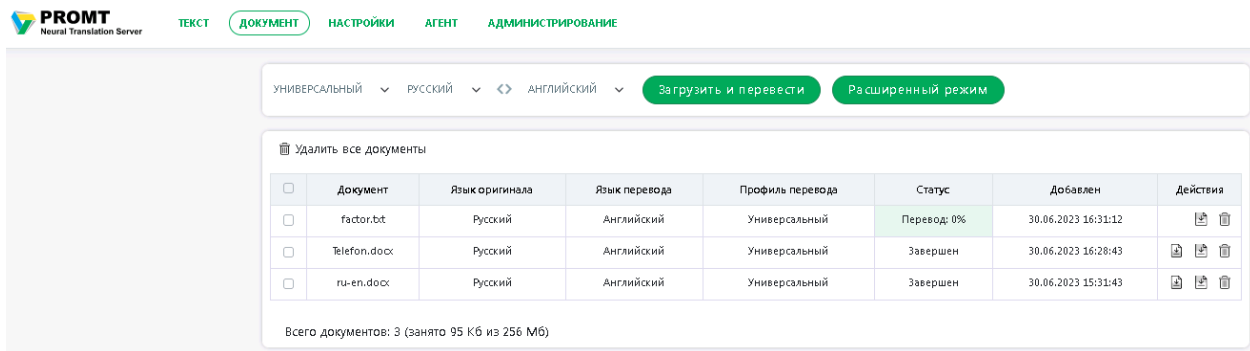 PROMT
Neural Translation Server
ТЕКСТ ДОКУМЕНТ НАСТРОЙКИ АГЕНТ АДМИНИСТРИРОВАНИЕ
УНИВЕРСАЛЬНЫЙ РУССКИЙ <> АНГЛИЙСКИЙ Загрузить и перевести Расширенный режим
Удалить все документы
Документ Язык оригинала Язык перевода Профиль перевода Статус Добавлен Действия
factor.txt Русский Английский Универсальный Перевод: 0% 30.06.2023 16:31:12
Telefon.docx Русский Английский Универсальный Завершен 30.06.2023 16:28:43
ru-en.docx Русский Английский Универсальный Завершен 30.06.2023 15:31:43
Всего документов: 3 (занято 95 Кб из 256 Мб)